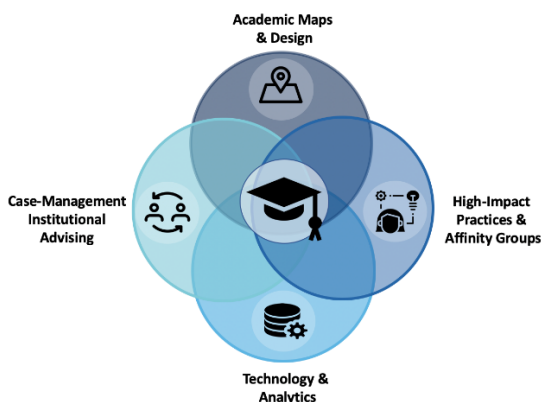 Academic Maps
& Design
Case-Management
Institutional
Advising
High-Impact
Practices &
Affinity Groups
Technology &
Analytics